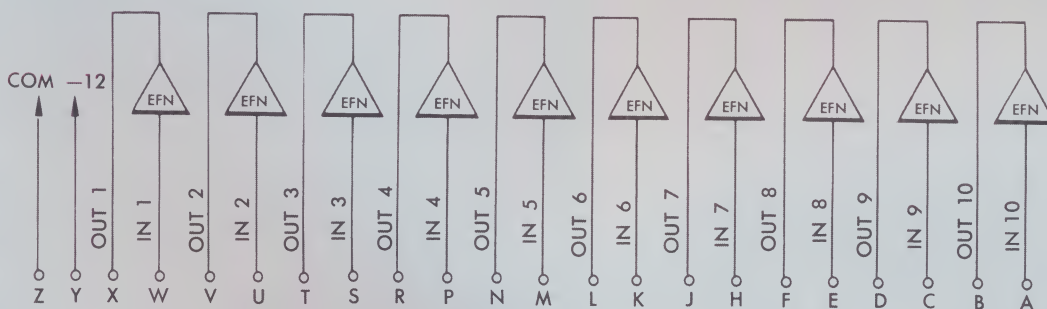 COM —12
EFN EFN EFN EFN EFN EFN EFN EFN EFN EFN
OUT 1 IN 1 OUT 2 IN 2 OUT 3 IN 3 OUT 4 IN 4 OUT 5 IN 5 OUT 6 IN 6 OUT 7 IN 7 OUT 8 IN 8 OUT 9 IN 9 OUT 10 IN 10
Z Y X W V U T S R P N M L K J H F E D C B A